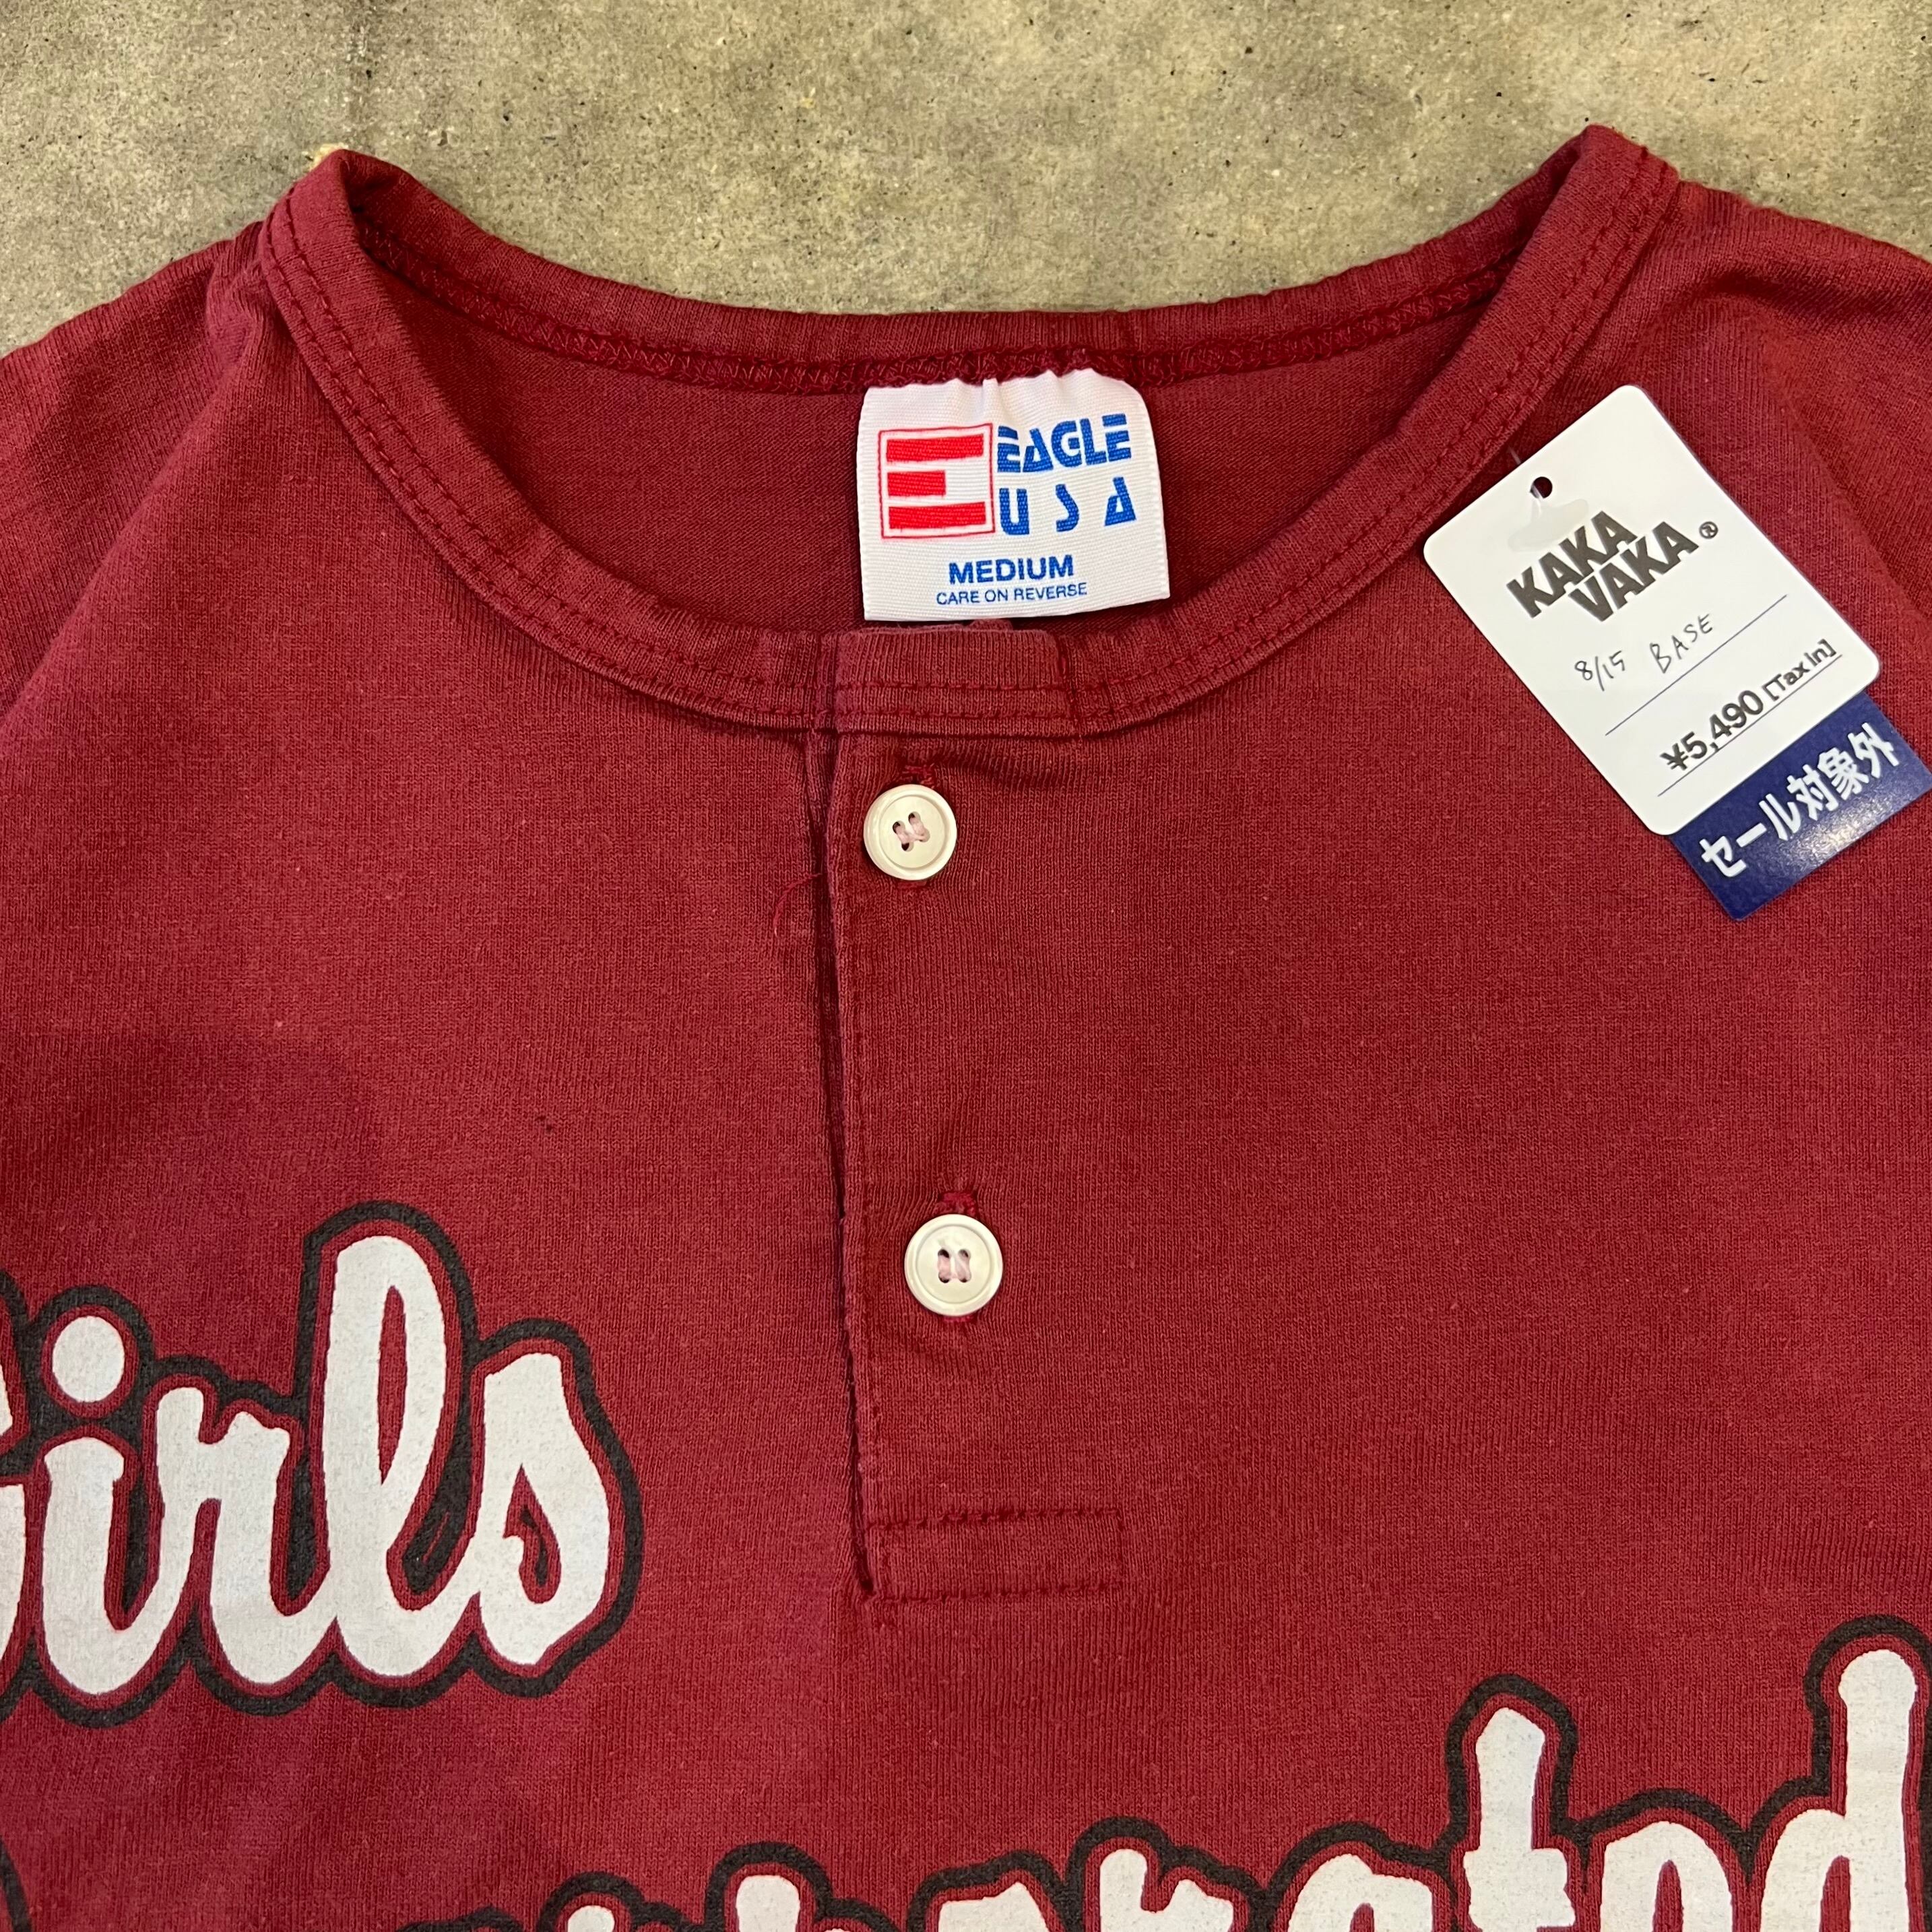 EAGLE
USA
MEDIUM
CARE ON REVERSE
KAKA
VAKA®
8/15 BASE
¥5,490 [Tax in]
セール対象外
irls